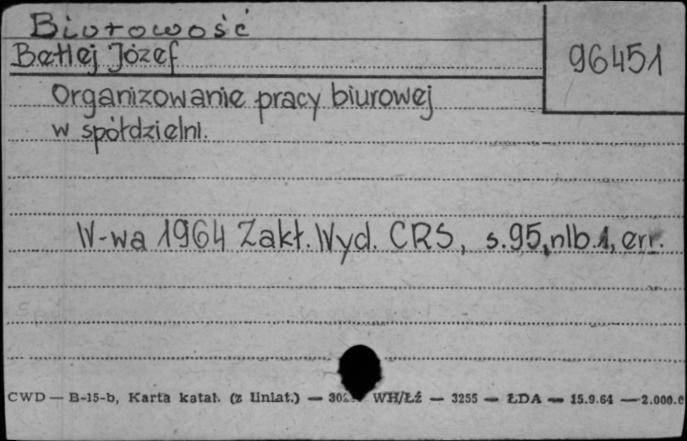 Biurowość
Betlej Józef
96451
Organizowanie pracy biurowej
w spółdzielni.
W-wa 1964 Zakł. Wyd. CRS, s.95, nlb.1, err.
CWD — B-15-b, Karta katal. (z liniat.) — WH/Łź — 3255 — ŁDA — 15.9.64 — 2.000.0